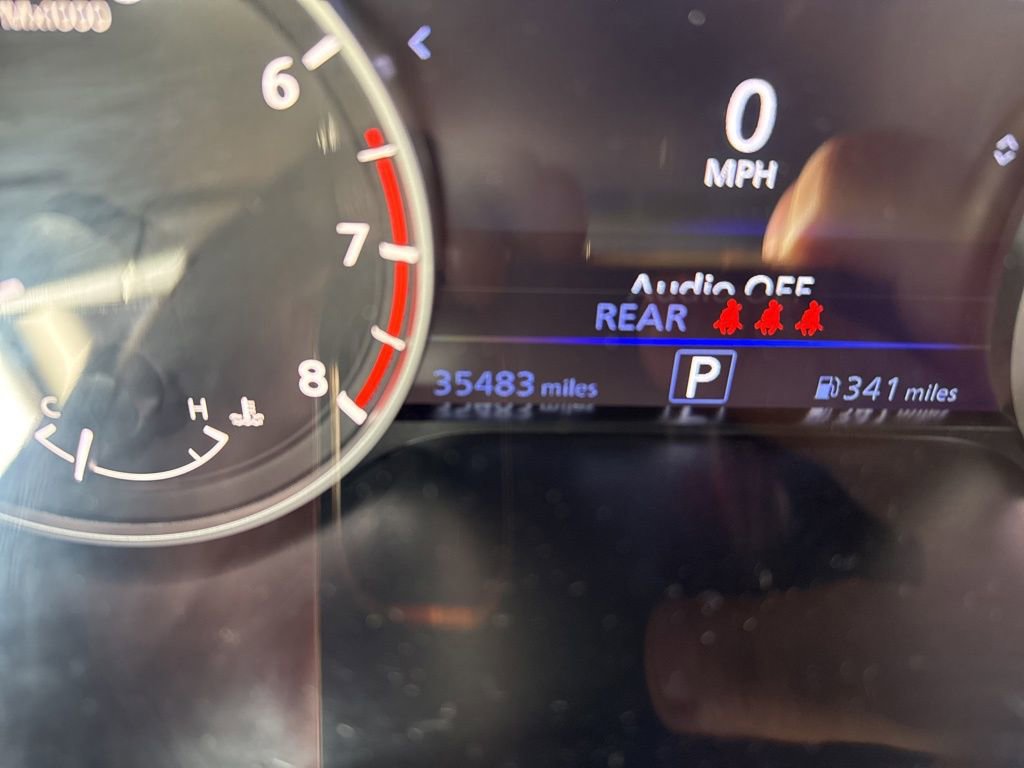 6
7
8
C H
0
MPH
Audio OFF
REAR
35483 miles
P
341 miles